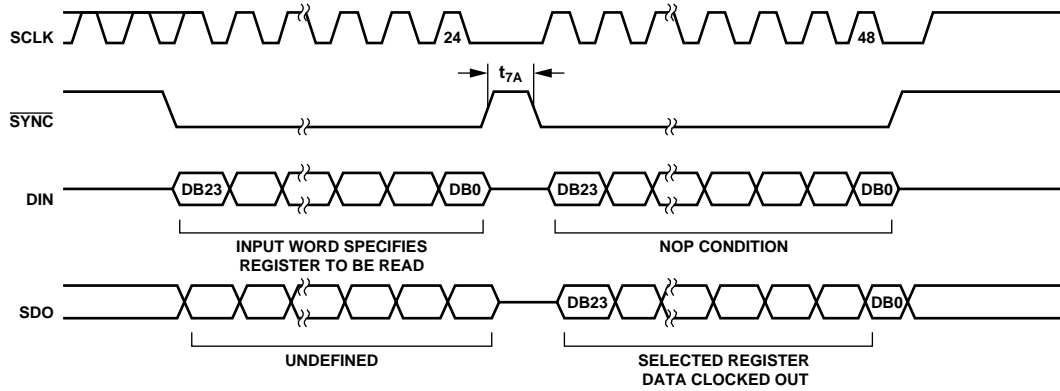 SCLK
24
48
t7A
SYNC
DIN
DB23
DB0
DB23
DB0
INPUT WORD SPECIFIES
REGISTER TO BE READ
NOP CONDITION
SDO
DB23
DB0
UNDEFINED
SELECTED REGISTER
DATA CLOCKED OUT